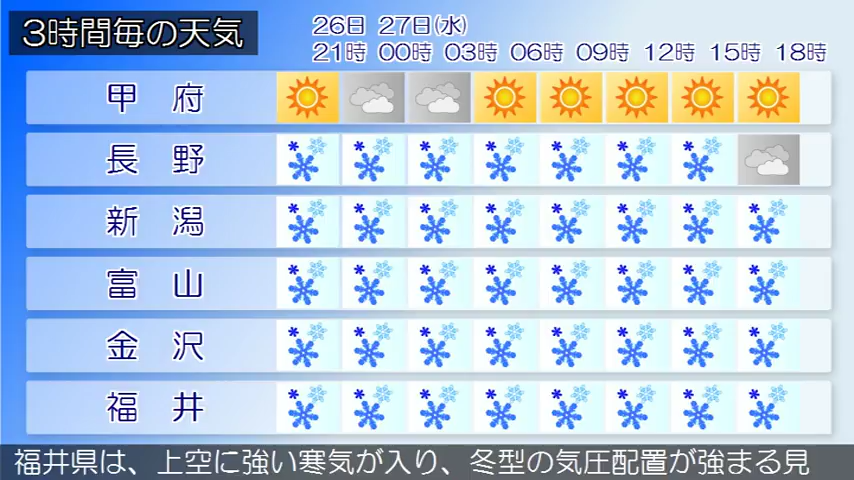 3時間毎の天気
26日 27日(水)
21時 00時 03時 06時 09時 12時 15時 18時
甲府
長野
新潟
富山
金沢
福井
福井県は、上空に強い寒気が入り、冬型の気圧配置が強まる見